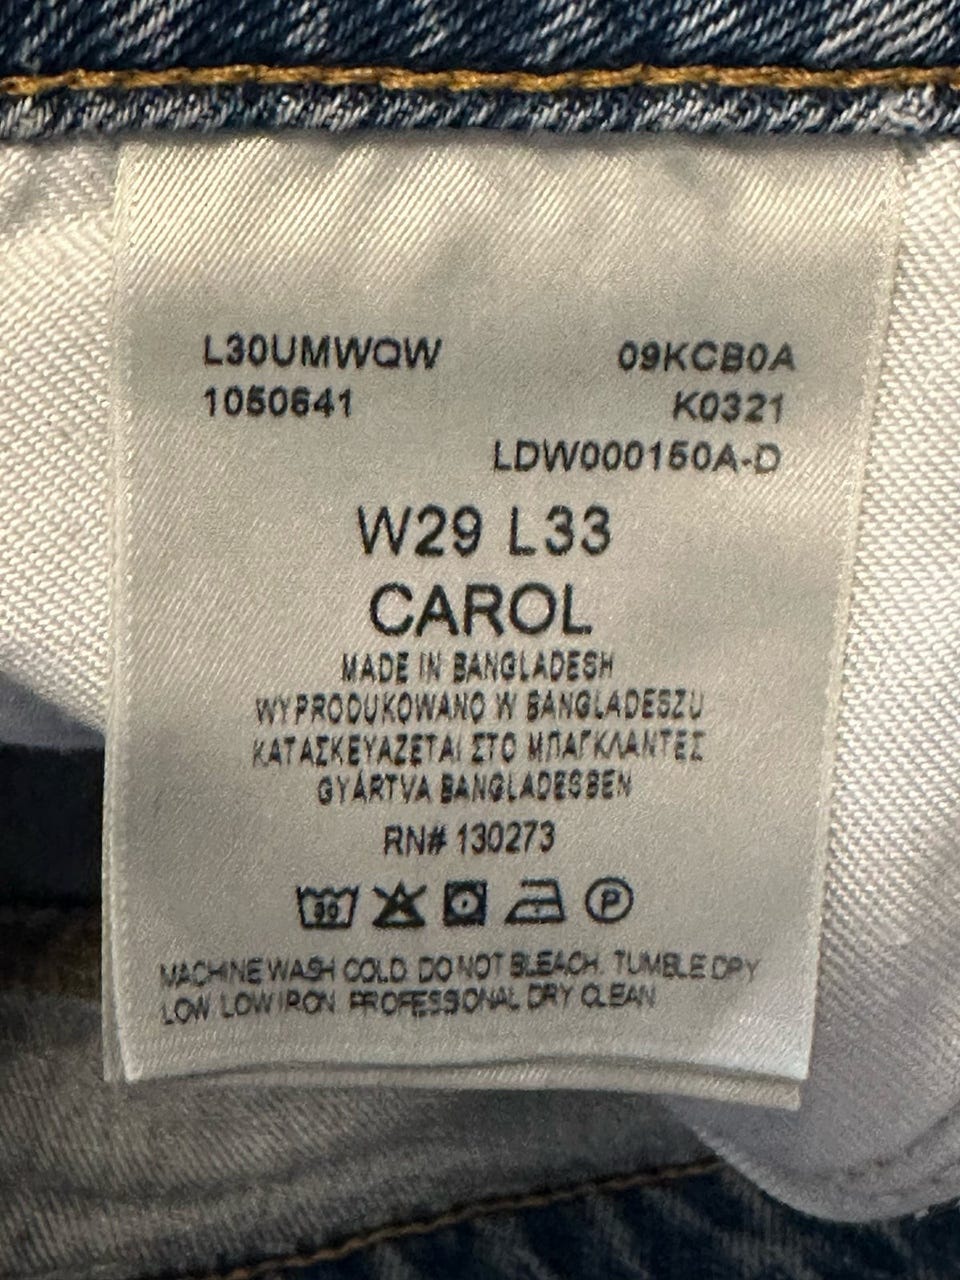 L30UMWQW 09KCB0A
1050641 K0321
LDW000150A-D
W29 L33
CAROL
MADE IN BANGLADESH
WYPRODUKOWANO W BANGLADESZU
ΚΑΤΑΣΚΕΥΑΖΕΤΑΙ ΣΤΟ ΜΠΑΓΚΛΑΝΤΕΣ
GYÁRTVA BANGLADESBEN
RN# 130273
30 P
MACHINE WASH COLD. DO NOT BLEACH. TUMBLE DRY
LOW. LOW IRON. PROFESSIONAL DRY CLEAN